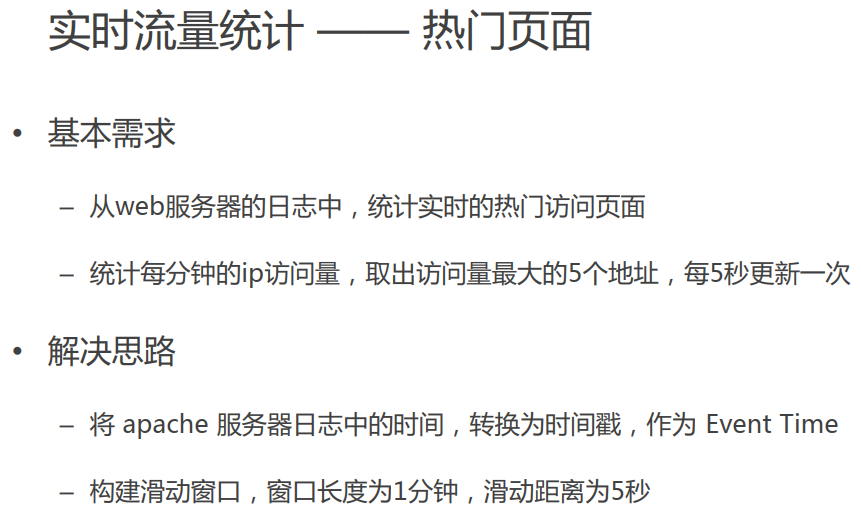 实时流量统计 —— 热门页面
• 基本需求
– 从web服务器的日志中，统计实时的热门访问页面
– 统计每分钟的ip访问量，取出访问量最大的5个地址，每5秒更新一次
• 解决思路
– 将 apache 服务器日志中的时间，转换为时间戳，作为 Event Time
– 构建滑动窗口，窗口长度为1分钟，滑动距离为5秒